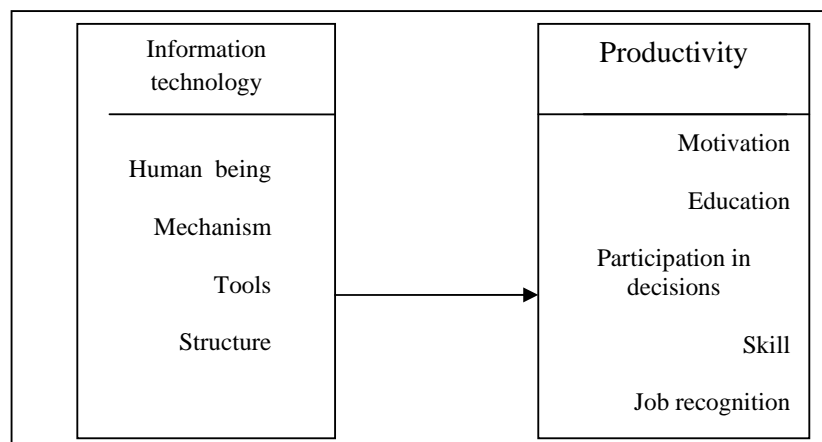 Information
technology
Human being
Mechanism
Tools
Structure
Productivity
Motivation
Education
Participation in
decisions
Skill
Job recognition